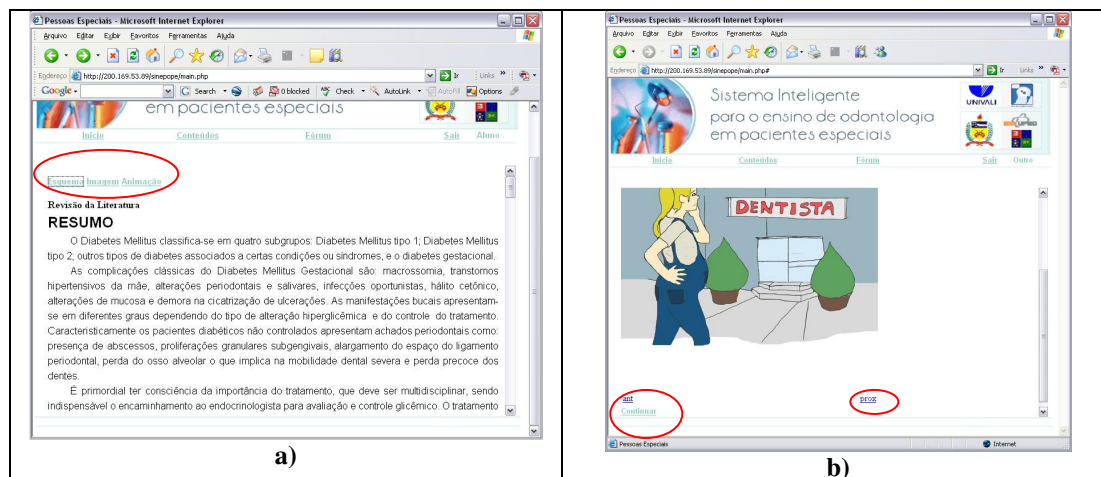 Pessoas Especiais - Microsoft Internet Explorer
Arquivo Editar Exibir Favoritos Ferramentas Ajuda
Endereço http://200.169.53.89/sinepope/main.php Ir Links
Google Search 0 blocked Check AutoLink AutoFill Options
em pacientes especiais
Início Conteúdos Fórum Sair Aluno
Esquema Imagem Animação
Revisão da Literatura
RESUMO
O Diabetes Mellitus classifica-se em quatro subgrupos: Diabetes Mellitus tipo 1; Diabetes Mellitus
tipo 2, outros tipos de diabetes associados a certas condições ou síndromes, e o diabetes gestacional.
As complicações clássicas do Diabetes Mellitus Gestacional são: macrossomia, transtornos
hipertensivos da mãe, alterações periodontais e salivares, infecções oportunistas, hálito cetônico,
alterações de mucosa e demora na cicatrização de ulcerações. As manifestações bucais apresentam-
se em diferentes graus dependendo do tipo de alteração hiperglicêmica e do controle do tratamento.
Caracteristicamente os pacientes diabéticos não controlados apresentam achados periodontais como:
presença de abscessos, proliferações granulares subgengivais, alargamento do espaço do ligamento
periodontal, perda do osso alveolar o que implica na mobilidade dental severa e perda precoce dos
dentes.
É primordial ter consciência da importância do tratamento, que deve ser multidisciplinar, sendo
indispensável o encaminhamento ao endocrinologista para avaliação e controle glicêmico. O tratamento
a)
Pessoas Especiais - Microsoft Internet Explorer
Arquivo Editar Exibir Favoritos Ferramentas Ajuda
Endereço http://200.169.53.89/sinepope/main.php# Ir Links
Sistema Inteligente
para o ensino de odontologia
em pacientes especiais
UNIVALI
Início Conteúdos Fórum Sair Outro
DENTISTA
ant prox
Continuar
Pessoas Especiais Internet
b)